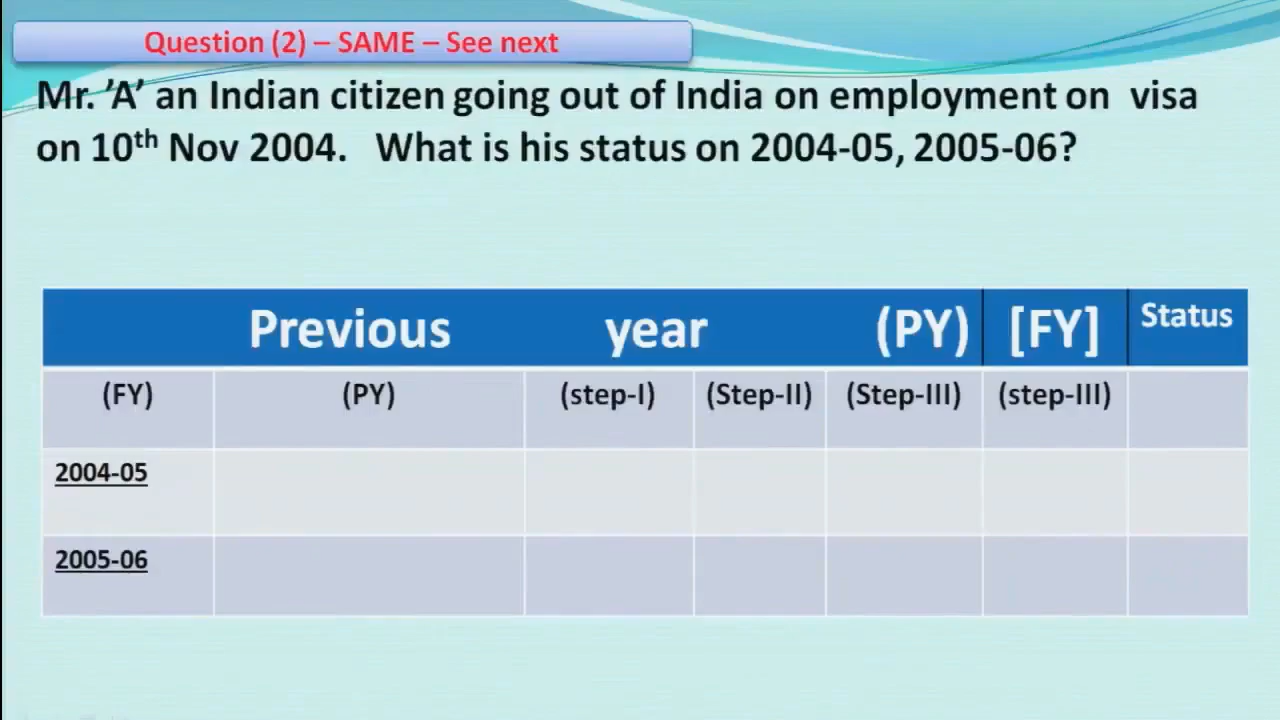 Question (2) – SAME – See next
Mr. ’A’ an Indian citizen going out of India on employment on visa
on 10th Nov 2004. What is his status on 2004-05, 2005-06?
Previous year (PY) [FY] Status
(FY) (PY) (step-I) (Step-II) (Step-III) (step-III)
2004-05
2005-06